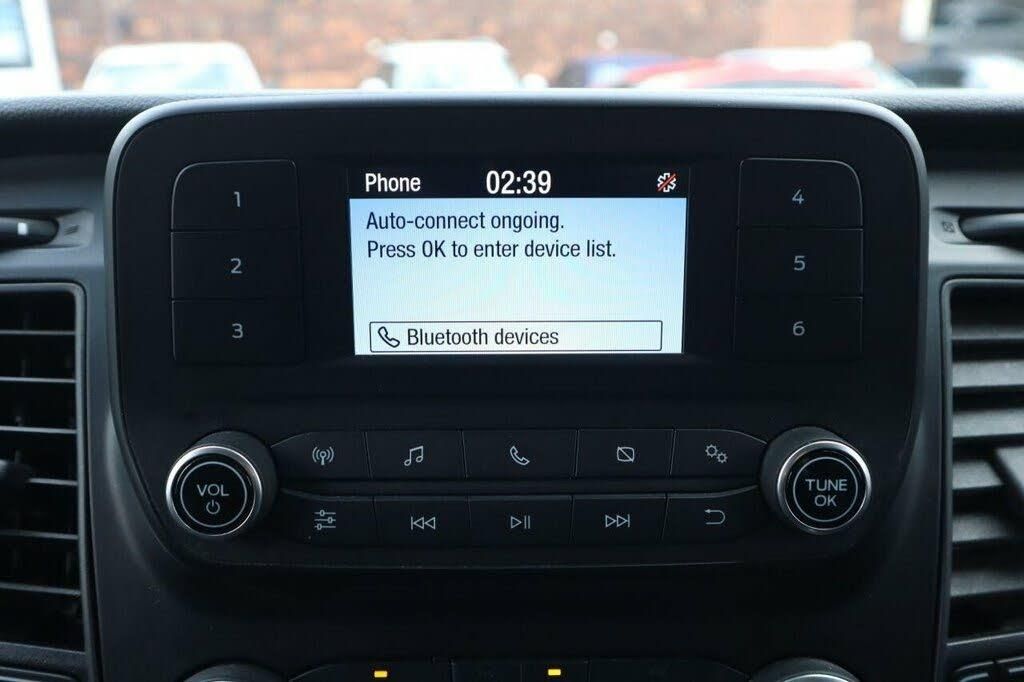 Phone 02:39
Auto-connect ongoing.
Press OK to enter device list.
Bluetooth devices
1
2
3
4
5
6
VOL
TUNE
OK